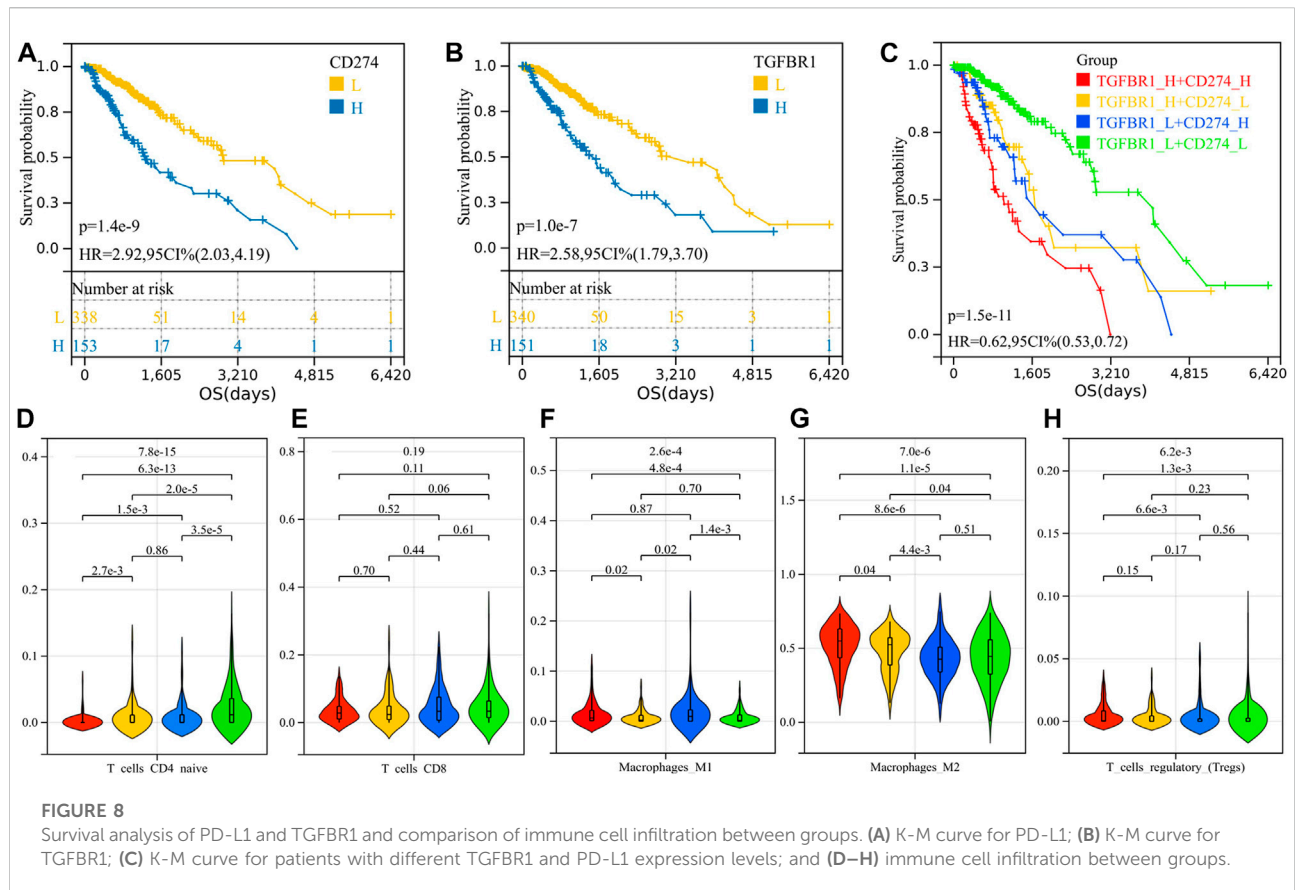 A
CD274
L
H
Survival probability
1.0
0.8
0.5
0.3
0.0
p=1.4e-9
HR=2.92,95CI%(2.03,4.19)
Number at risk
L 338 51 14 4 1
H 153 17 4 1 1
0 1,605 3,210 4,815 6,420
OS(days)
B
TGFBR1
L
H
Survival probability
1.0
0.8
0.5
0.3
0.0
p=1.0e-7
HR=2.58,95CI%(1.79,3.70)
Number at risk
L 340 50 15 3 1
H 151 18 3 1 1
0 1,605 3,210 4,815 6,420
OS(days)
C
Group
TGFBR1_H+CD274_H
TGFBR1_H+CD274_L
TGFBR1_L+CD274_H
TGFBR1_L+CD274_L
Survival probability
1.0
0.8
0.5
0.3
0.0
p=1.5e-11
HR=0.62,95CI%(0.53,0.72)
0 1,605 3,210 4,815 6,420
OS(days)
D
0.4
0.3
0.2
0.1
0.0
7.8e-15
6.3e-13
2.0e-5
1.5e-3
3.5e-5
0.86
2.7e-3
T_cells_CD4_naive
E
0.8
0.6
0.4
0.2
0.0
0.19
0.11
0.06
0.52
0.61
0.44
0.70
T_cells_CD8
F
0.5
0.4
0.3
0.2
0.1
0.0
2.6e-4
4.8e-4
0.70
0.87
1.4e-3
0.02
0.02
Macrophages_M1
G
1.5
1.0
0.5
0.0
7.0e-6
1.1e-5
0.04
8.6e-6
0.51
4.4e-3
0.04
Macrophages_M2
H
0.20
0.15
0.10
0.05
0.00
6.2e-3
1.3e-3
0.23
6.6e-3
0.56
0.17
0.15
T_cells_regulatory_(Tregs)
FIGURE 8
Survival analysis of PD-L1 and TGFBR1 and comparison of immune cell infiltration between groups. (A) K-M curve for PD-L1; (B) K-M curve for
TGFBR1; (C) K-M curve for patients with different TGFBR1 and PD-L1 expression levels; and (D–H) immune cell infiltration between groups.